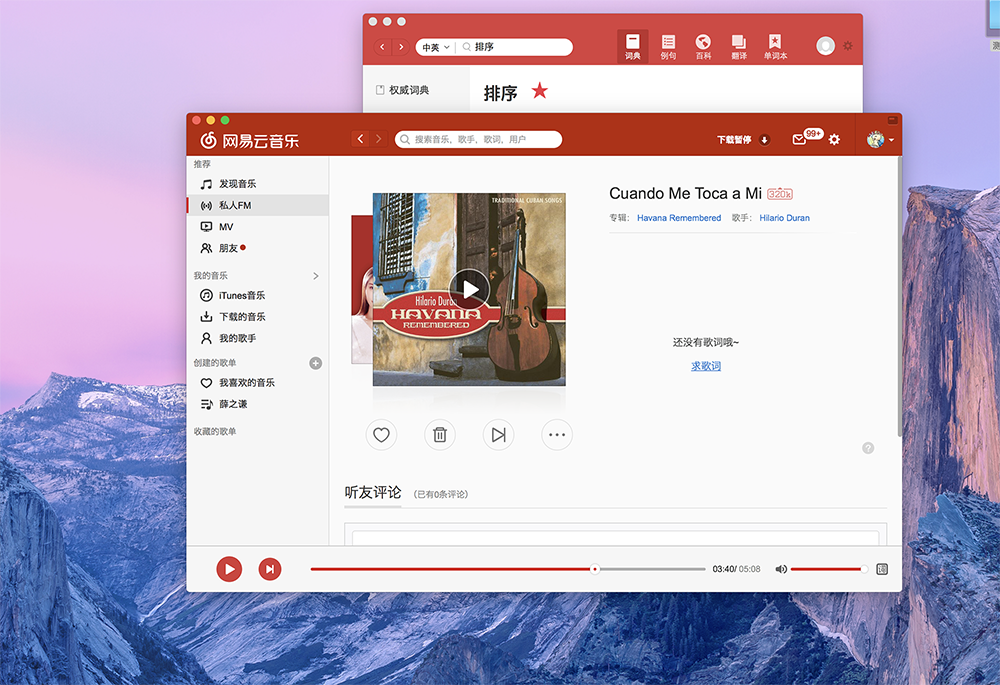 中英 排序
词典 例句 百科 翻译 单词本
权威词典
排序
网易云音乐
搜索音乐，歌手，歌词，用户
下载暂停
99+
推荐
发现音乐
私人FM
MV
朋友
我的音乐
iTunes音乐
下载的音乐
我的歌手
创建的歌单
我喜欢的音乐
薛之谦
收藏的歌单
TRADITIONAL CUBAN SONGS
Hilario Duran
HAVANA
REMEMBERED
Cuando Me Toca a Mi 320k
专辑： Havana Remembered 歌手： Hilario Duran
还没有歌词哦~
求歌词
?
听友评论 （已有0条评论）
03:40/ 05:08
词